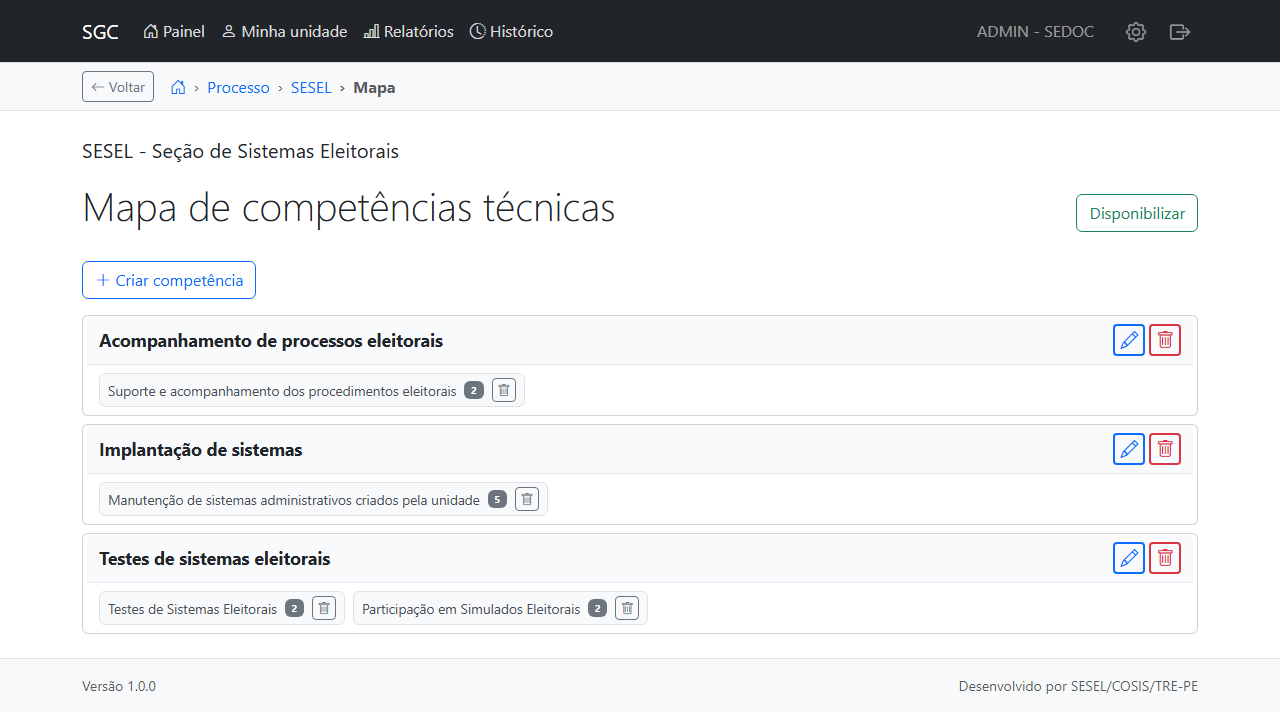 SGC Painel Minha unidade Relatórios Histórico ADMIN - SEDOC
Voltar › Processo › SESEL › Mapa
SESEL - Seção de Sistemas Eleitorais
Mapa de competências técnicas
Disponibilizar
+ Criar competência
Acompanhamento de processos eleitorais
Suporte e acompanhamento dos procedimentos eleitorais 2
Implantação de sistemas
Manutenção de sistemas administrativos criados pela unidade 5
Testes de sistemas eleitorais
Testes de Sistemas Eleitorais 2 Participação em Simulados Eleitorais 2
Versão 1.0.0 Desenvolvido por SESEL/COSIS/TRE-PE